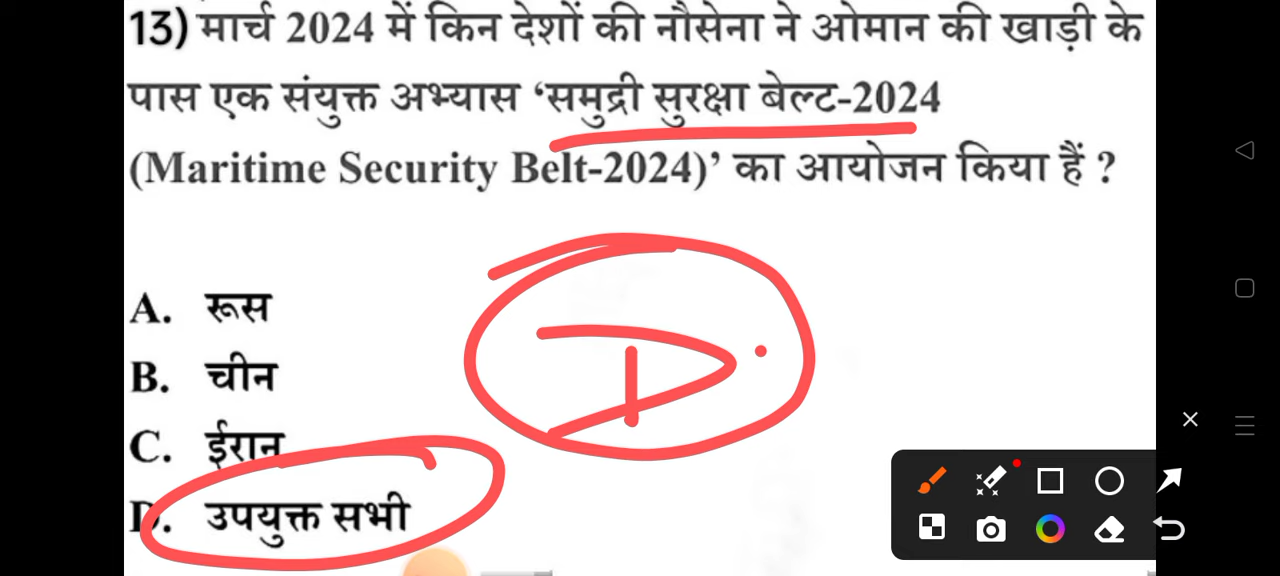 13) मार्च 2024 में किन देशों की नौसेना ने ओमान की खाड़ी के
पास एक संयुक्त अभ्यास ‘समुद्री सुरक्षा बेल्ट-2024
(Maritime Security Belt-2024)’ का आयोजन किया हैं ?
A. रूस
B. चीन
C. ईरान
D. उपयुक्त सभी
D